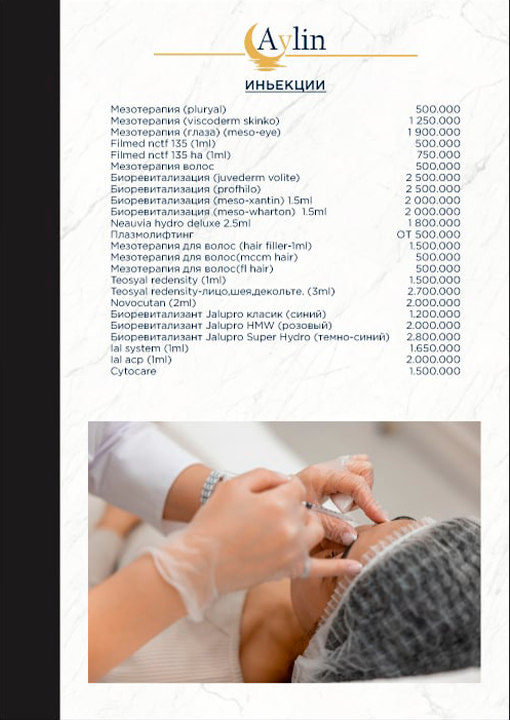 Aylin
ИНЬЕКЦИИ
Мезотерапия (pluryal) 500.000
Мезотерапия (viscoderm skinko) 1 250.000
Мезотерапия (глаза) (meso-eye) 1 900.000
Filmed nctf 135 (1ml) 500.000
Filmed nctf 135 ha (1ml) 750.000
Мезотерапия волос 500.000
Биоревитализация (juvederm volite) 2 500.000
Биоревитализация (profhilo) 2 500.000
Биоревитализация (meso-xantin) 1.5ml 2 000.000
Биоревитализация (meso-wharton) 1.5ml 2 000.000
Neauvia hydro deluxe 2.5ml 1 800.000
Плазмолифтинг ОТ 500.000
Мезотерапия для волос (hair filler-1ml) 1.500.000
Мезотерапия для волос(mccm hair) 500.000
Мезотерапия для волос(fl hair) 500.000
Teosyal redensity (1ml) 1.500.000
Teosyal redensity-лицо,шея,декольте. (3ml) 2.700.000
Novocutan (2ml) 2.000.000
Биоревитализант Jalupro класик (синий) 1.200.000
Биоревитализант Jalupro HMW (розовый) 2.000.000
Биоревитализант Jalupro Super Hydro (темно-синий) 2.800.000
Ial system (1ml) 1.650.000
Ial acp (1ml) 2.000.000
Cytocare 1.500.000